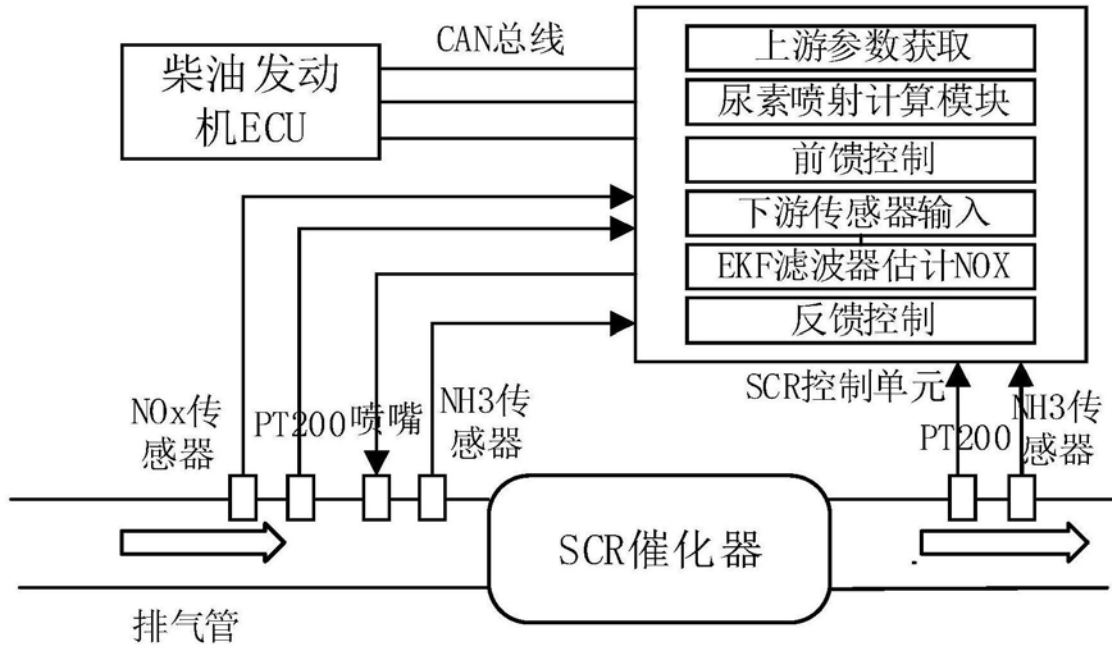 CAN总线
柴油发动
机ECU
上游参数获取
尿素喷射计算模块
前馈控制
下游传感器输入
EKF滤波器估计NOX
反馈控制
SCR控制单元
NOx传
感器
PT200
喷嘴
NH3传
感器
PT200
NH3传
感器
SCR催化器
排气管